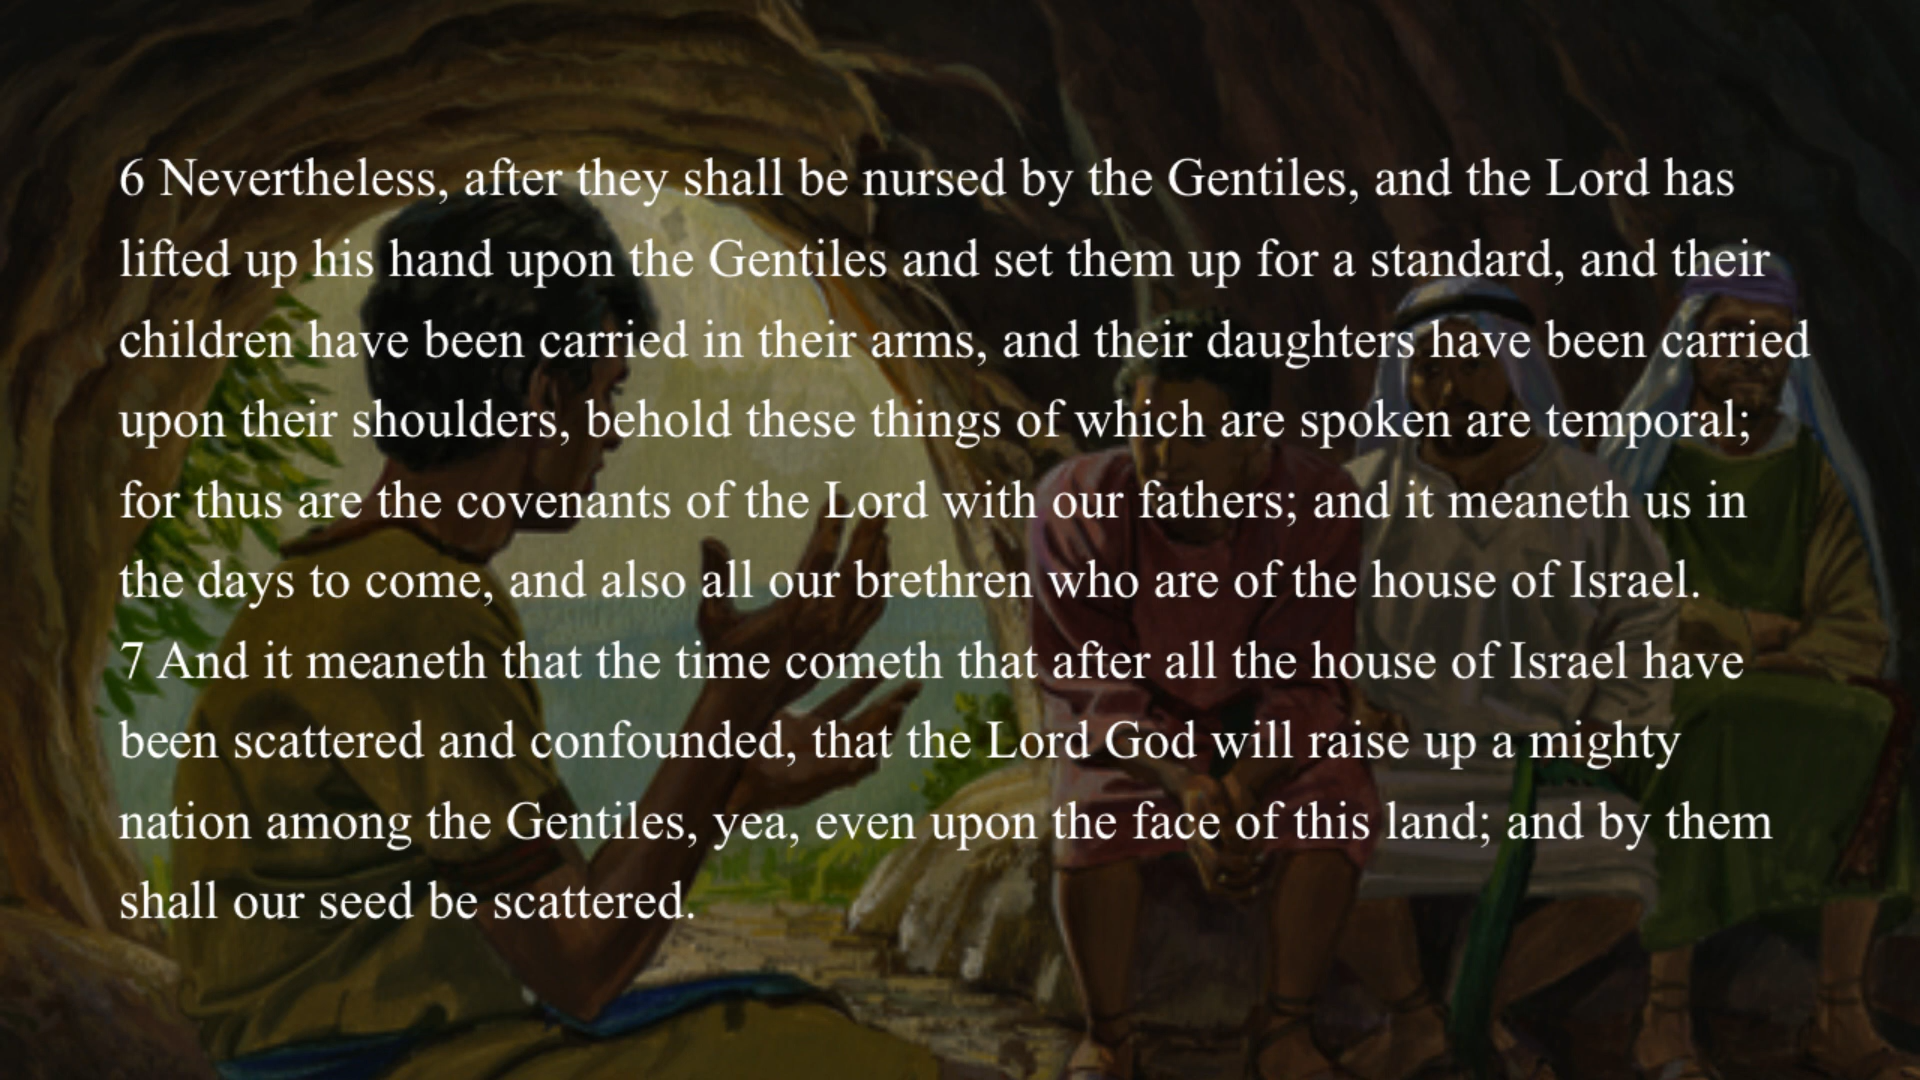 6 Nevertheless, after they shall be nursed by the Gentiles, and the Lord has
lifted up his hand upon the Gentiles and set them up for a standard, and their
children have been carried in their arms, and their daughters have been carried
upon their shoulders, behold these things of which are spoken are temporal;
for thus are the covenants of the Lord with our fathers; and it meaneth us in
the days to come, and also all our brethren who are of the house of Israel.
7 And it meaneth that the time cometh that after all the house of Israel have
been scattered and confounded, that the Lord God will raise up a mighty
nation among the Gentiles, yea, even upon the face of this land; and by them
shall our seed be scattered.